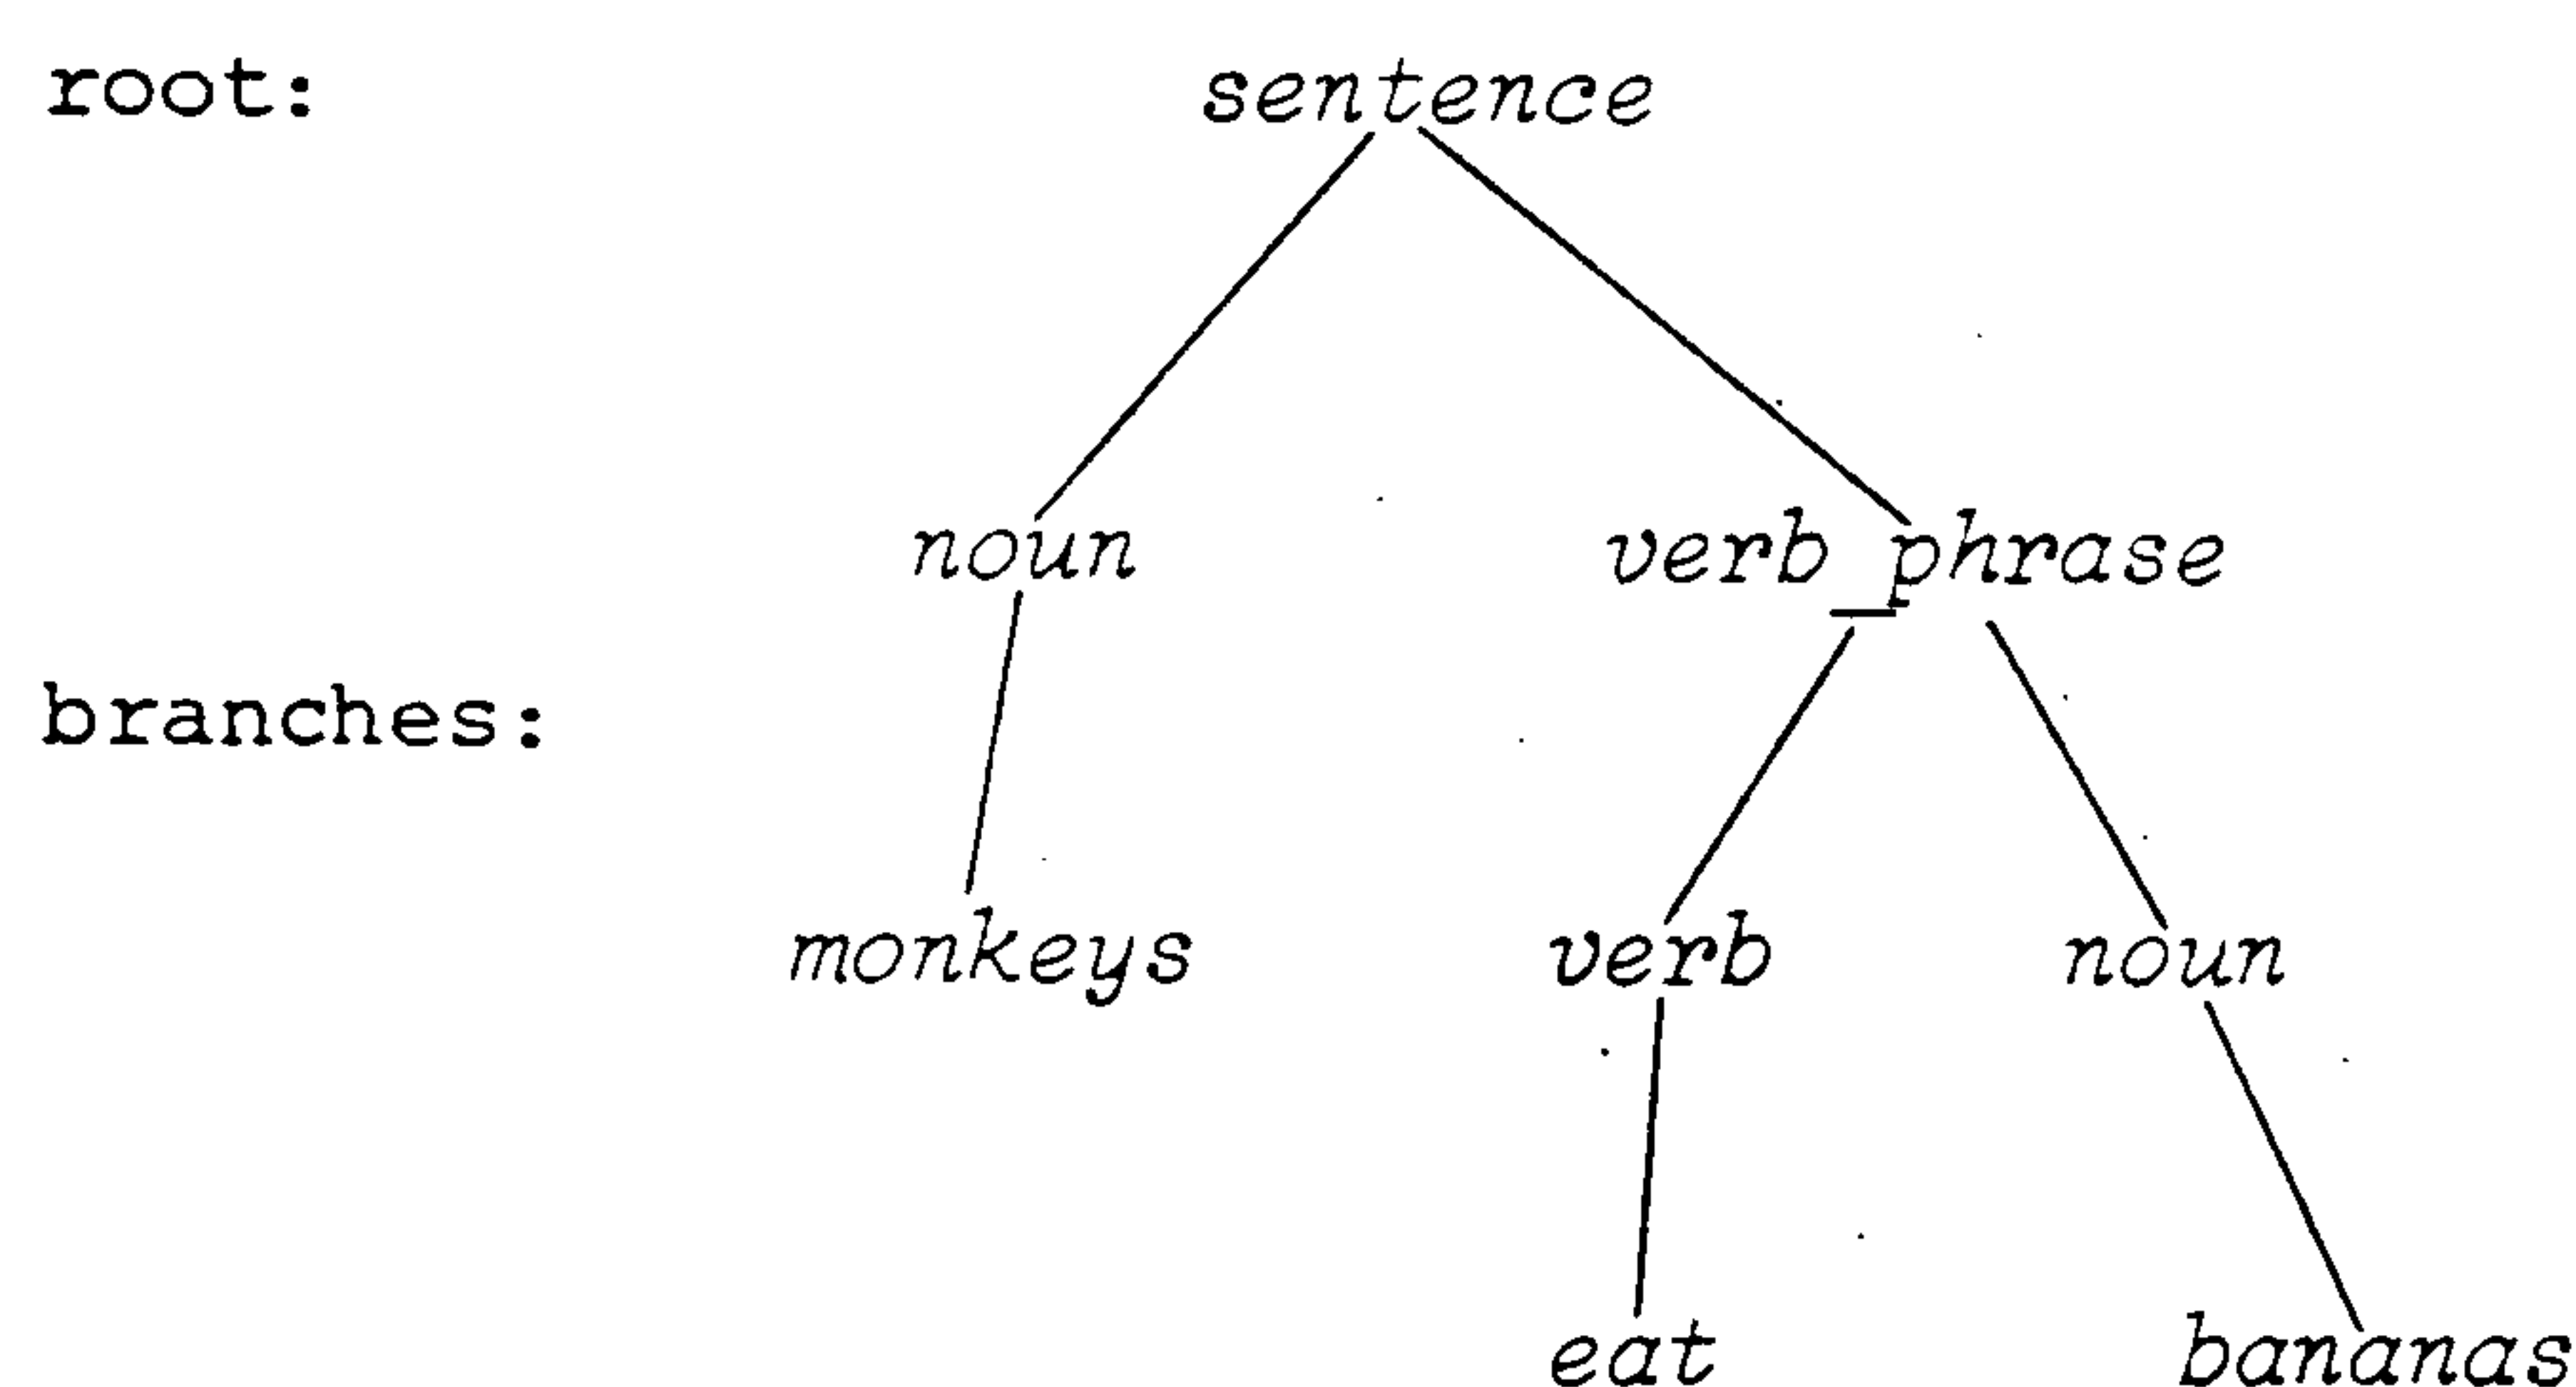 root: sentence
noun verb_phrase
branches:
monkeys verb noun
eat bananas